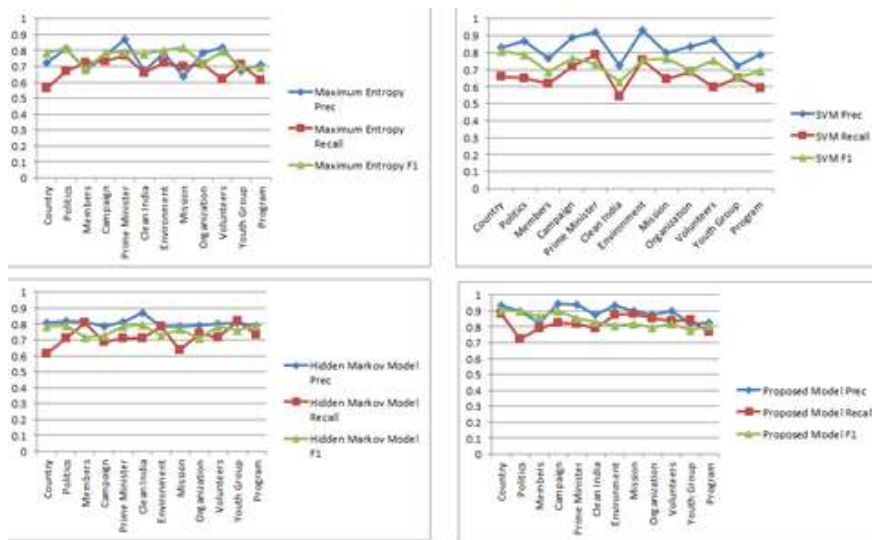 1
0.9
0.8
0.7
0.6
0.5
0.4
0.3
0.2
0.1
0
Country
Politics
Members
Campaign
Prime Minister
Clean India
Environment
Mission
Organization
Volunteers
Youth Group
Program
Maximum Entropy
Prec
Maximum Entropy
Recall
Maximum Entropy F1
1
0.9
0.8
0.7
0.6
0.5
0.4
0.3
0.2
0.1
0
Country
Politics
Members
Campaign
Prime Minister
Clean India
Environment
Mission
Organization
Volunteers
Youth Group
Program
SVM Prec
SVM Recall
SVM F1
1
0.9
0.8
0.7
0.6
0.5
0.4
0.3
0.2
0.1
0
Country
Politics
Members
Campaign
Prime Minister
Clean India
Environment
Mission
Organization
Volunteers
Youth Group
Program
Hidden Markov Model
Prec
Hidden Markov Model
Recall
Hidden Markov Model
F1
1
0.9
0.8
0.7
0.6
0.5
0.4
0.3
0.2
0.1
0
Country
Politics
Members
Campaign
Prime Minister
Clean India
Environment
Mission
Organization
Volunteers
Youth Group
Program
Proposed Model Prec
Proposed Model Recall
Proposed Model F1